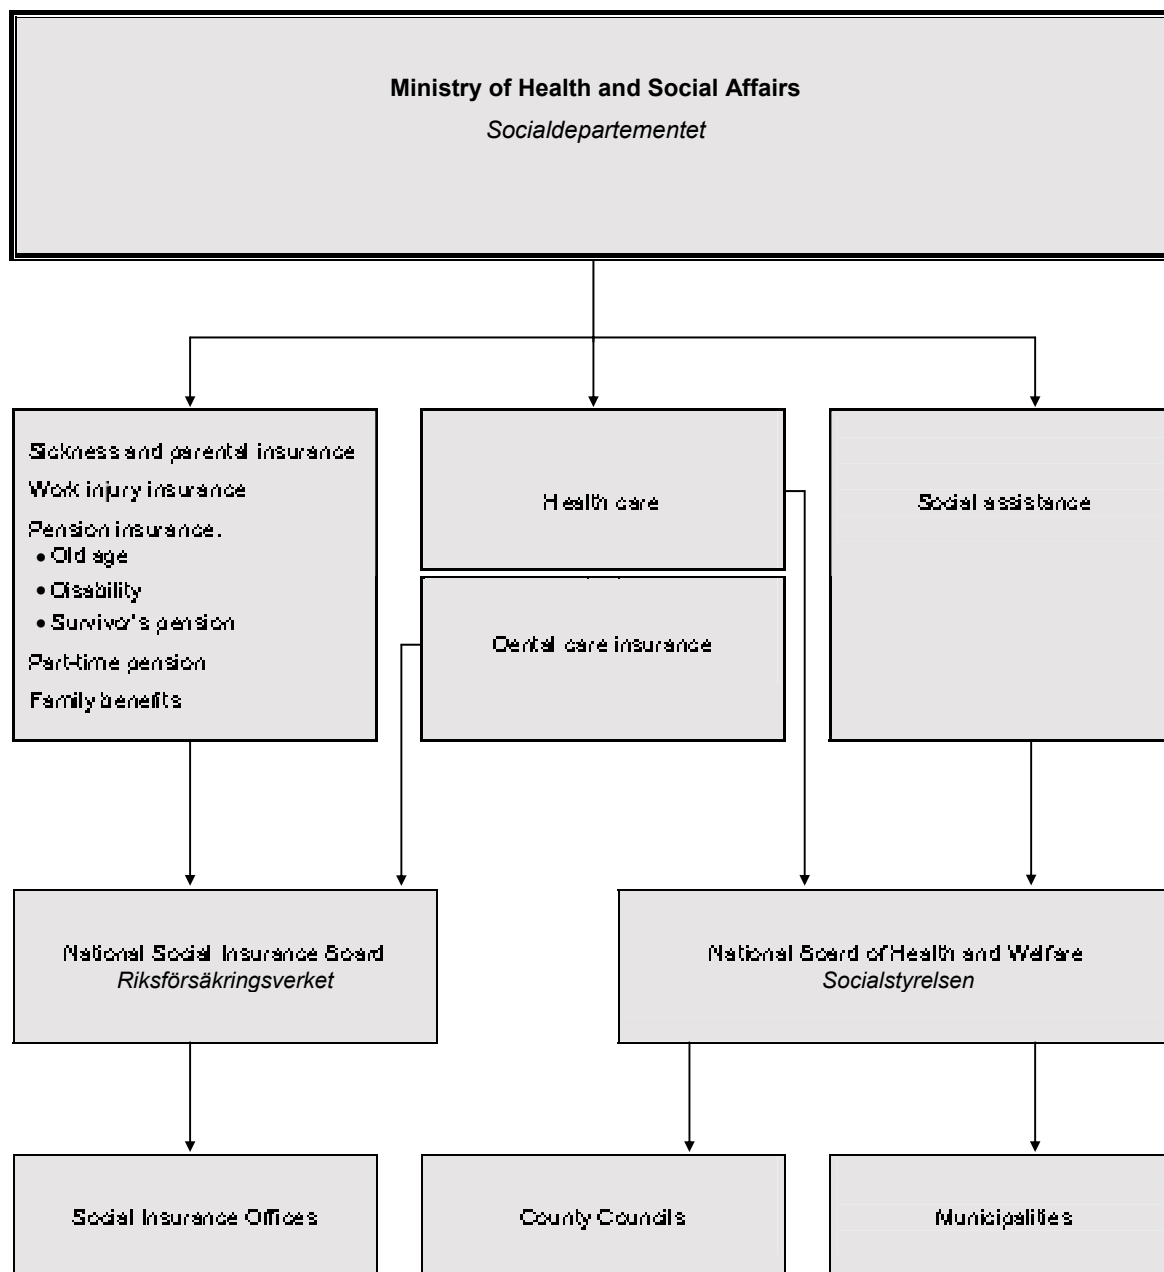 Ministry of Health and Social Affairs
Socialdepartementet
Sickness and parental insurance
Work injury insurance
Pension insurance.
• Old age
• Disability
• Survivor's pension
Part-time pension
Family benefits
Health care
Dental care insurance
Social assistance
National Social Insurance Board
Riksförsäkringsverket
National Board of Health and Welfare
Socialstyrelsen
Social Insurance Offices
County Councils
Municipalities